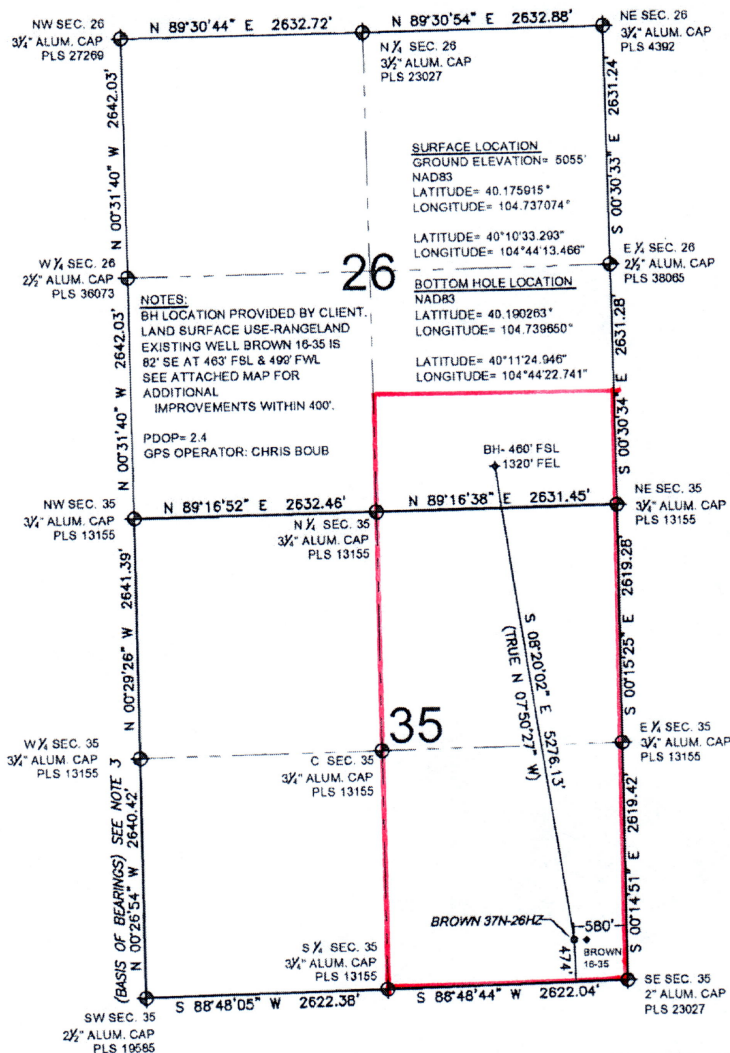 N 89°30'44" E 2632.72'
N 89°30'54" E 2632.88'
NW SEC. 26
3¼" ALUM. CAP
PLS 27269
N ¼ SEC. 26
3½" ALUM. CAP
PLS 23027
NE SEC. 26
3¼" ALUM. CAP
PLS 4392
N 00°31'40" W 2642.03'
S 00°30'33" E 2631.24'
SURFACE LOCATION
GROUND ELEVATION= 5055'
NAD83
LATITUDE= 40.175915°
LONGITUDE= 104.737074°
LATITUDE= 40°10'33.293"
LONGITUDE= 104°44'13.466"
W ¼ SEC. 26
2½" ALUM. CAP
PLS 36073
26
E ¼ SEC. 26
2½" ALUM. CAP
PLS 38065
BOTTOM HOLE LOCATION
NAD83
LATITUDE= 40.190263°
LONGITUDE= 104.739650°
LATITUDE= 40°11'24.946"
LONGITUDE= 104°44'22.741"
NOTES:
BH LOCATION PROVIDED BY CLIENT.
LAND SURFACE USE-RANGELAND
EXISTING WELL BROWN 16-35 IS
82' SE AT 463' FSL & 499' FWL
SEE ATTACHED MAP FOR
ADDITIONAL
IMPROVEMENTS WITHIN 400'.
PDOP= 2.4
GPS OPERATOR: CHRIS BOUB
N 00°31'40" W 2642.03'
S 00°30'34" E 2631.28'
BH- 460' FSL
1320' FEL
NW SEC. 35
3¼" ALUM. CAP
PLS 13155
N 89°16'52" E 2632.46'
N 89°16'38" E 2631.45'
N ¼ SEC. 35
3¼" ALUM. CAP
PLS 13155
NE SEC. 35
3¼" ALUM. CAP
PLS 13155
N 00°29'26" W 2641.39'
S 00°15'25" E 2619.28'
S 08°20'02" E 5276.13'
(TRUE N 07°50'27" W)
W ¼ SEC. 35
3¼" ALUM. CAP
PLS 13155
35
C SEC. 35
3¼" ALUM. CAP
PLS 13155
E ¼ SEC. 35
3¼" ALUM. CAP
PLS 13155
(BASIS OF BEARINGS) SEE NOTE 3
N 00°26'54" W 2640.42'
S 00°14'51" E 2619.42'
BROWN 37N-26HZ
580'
BROWN
16-35
474'
S ¼ SEC. 35
3¼" ALUM. CAP
PLS 13155
SW SEC. 35
2½" ALUM. CAP
PLS 19585
S 88°48'05" W 2622.38'
S 88°48'44" W 2622.04'
SE SEC. 35
2" ALUM. CAP
PLS 23027